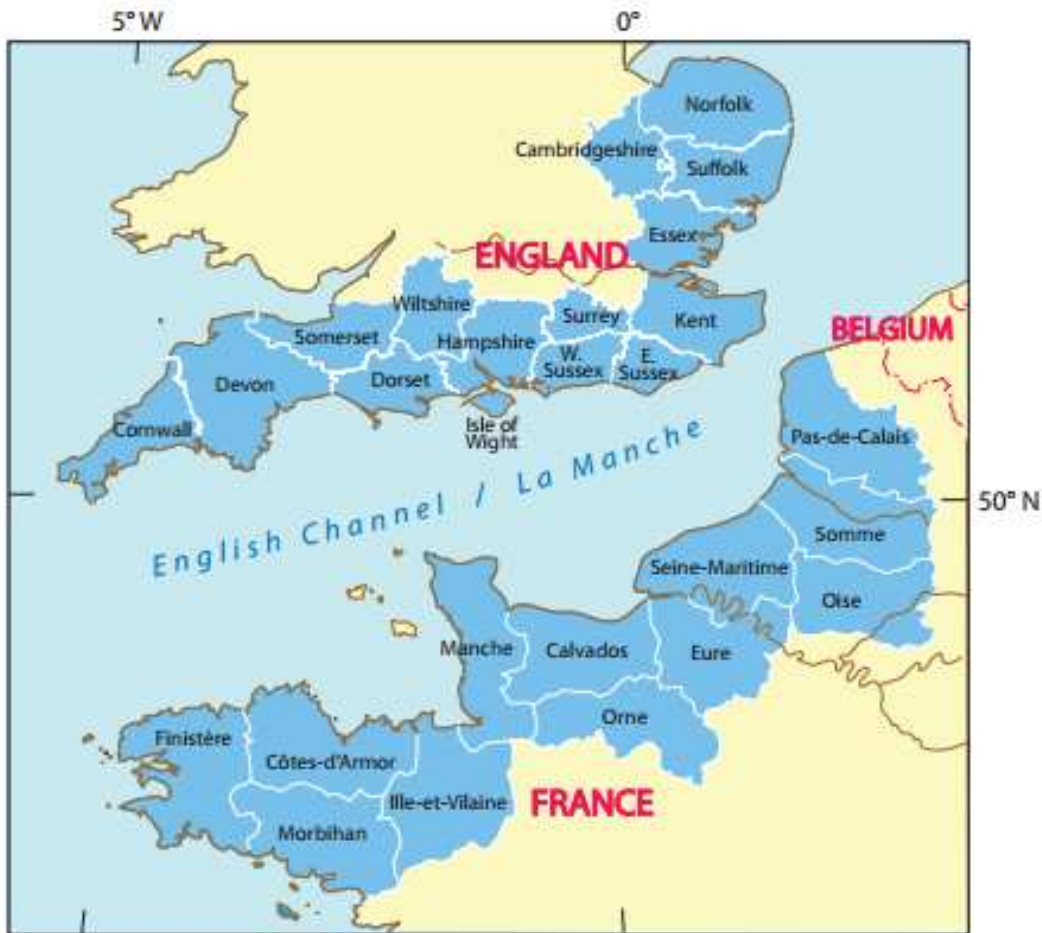 5° W
0°
Norfolk
Cambridgeshire
Suffolk
Essex
ENGLAND
Wiltshire
Surrey
Kent
Somerset
Hampshire
BELGIUM
W.
Sussex
E.
Sussex
Devon
Dorset
Isle of
Wight
Cornwall
Pas-de-Calais
English Channel / La Manche
50° N
Somme
Seine-Maritime
Oise
Manche
Calvados
Eure
Orne
Finistère
Côtes-d'Armor
Ille-et-Vilaine
FRANCE
Morbihan